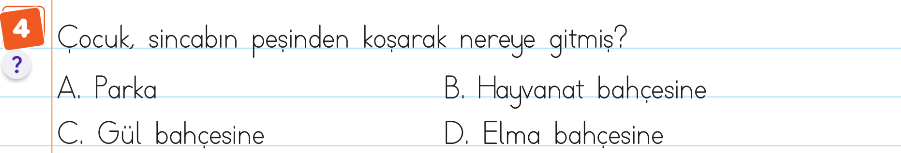 4
Çocuk, sincabın peşinden koşarak nereye gitmiş?
?
A. Parka B. Hayvanat bahçesine
C. Gül bahçesine D. Elma bahçesine